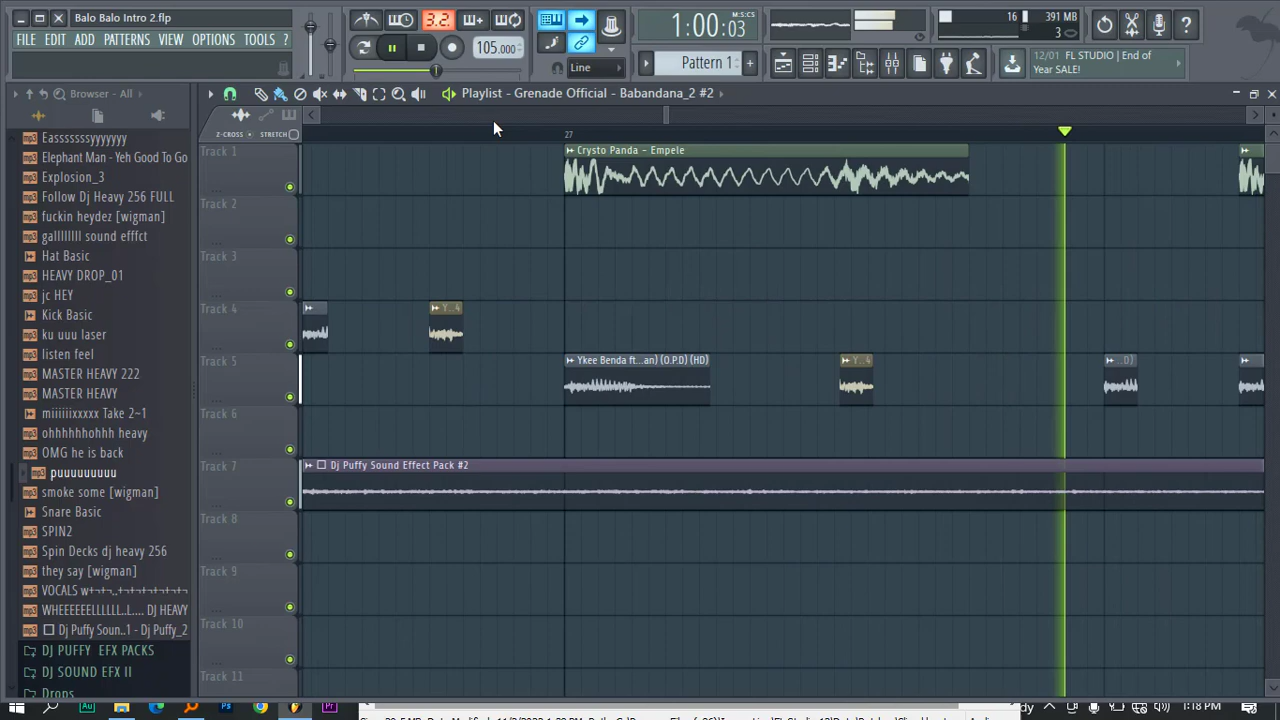 Balo Balo Intro 2.flp
FILE EDIT ADD PATTERNS VIEW OPTIONS TOOLS ?
3.2.
105.000
Line
1:00:03
M:S:CS
Pattern 1
16
391 MB
3
12/01 FL STUDIO | End of
Year SALE!
Browser - All
Playlist - Grenade Official - Babandana_2 #2
Z-CROSS STRETCH
27
Eassssssyyyyyy
Elephant Man - Yeh Good To Go
Explosion_3
Follow Dj Heavy 256 FULL
fuckin heydez [wigman]
gallllllll sound efffct
Hat Basic
HEAVY DROP_01
jc HEY
Kick Basic
ku uuu laser
listen feel
MASTER HEAVY 222
MASTER HEAVY
miiiiiixxxxx Take 2~1
ohhhhhohhh heavy
OMG he is back
puuuuuuuuu
smoke some [wigman]
Snare Basic
SPIN2
Spin Decks dj heavy 256
they say [wigman]
VOCALS
WHEEEEEELLLLLL..L.... DJ HEAVY
Dj Puffy Soun..1 - Dj Puffy_2
DJ PUFFY EFX PACKS
DJ SOUND EFX II
Drops
Track 1
Crysto Panda - Empele
Track 2
Track 3
Track 4
Y..4
Track 5
Ykee Benda ft...an) (O.P.D) (HD)
Y..4
..D)
Track 6
Track 7
Dj Puffy Sound Effect Pack #2
Track 8
Track 9
Track 10
Track 11
1:18 PM